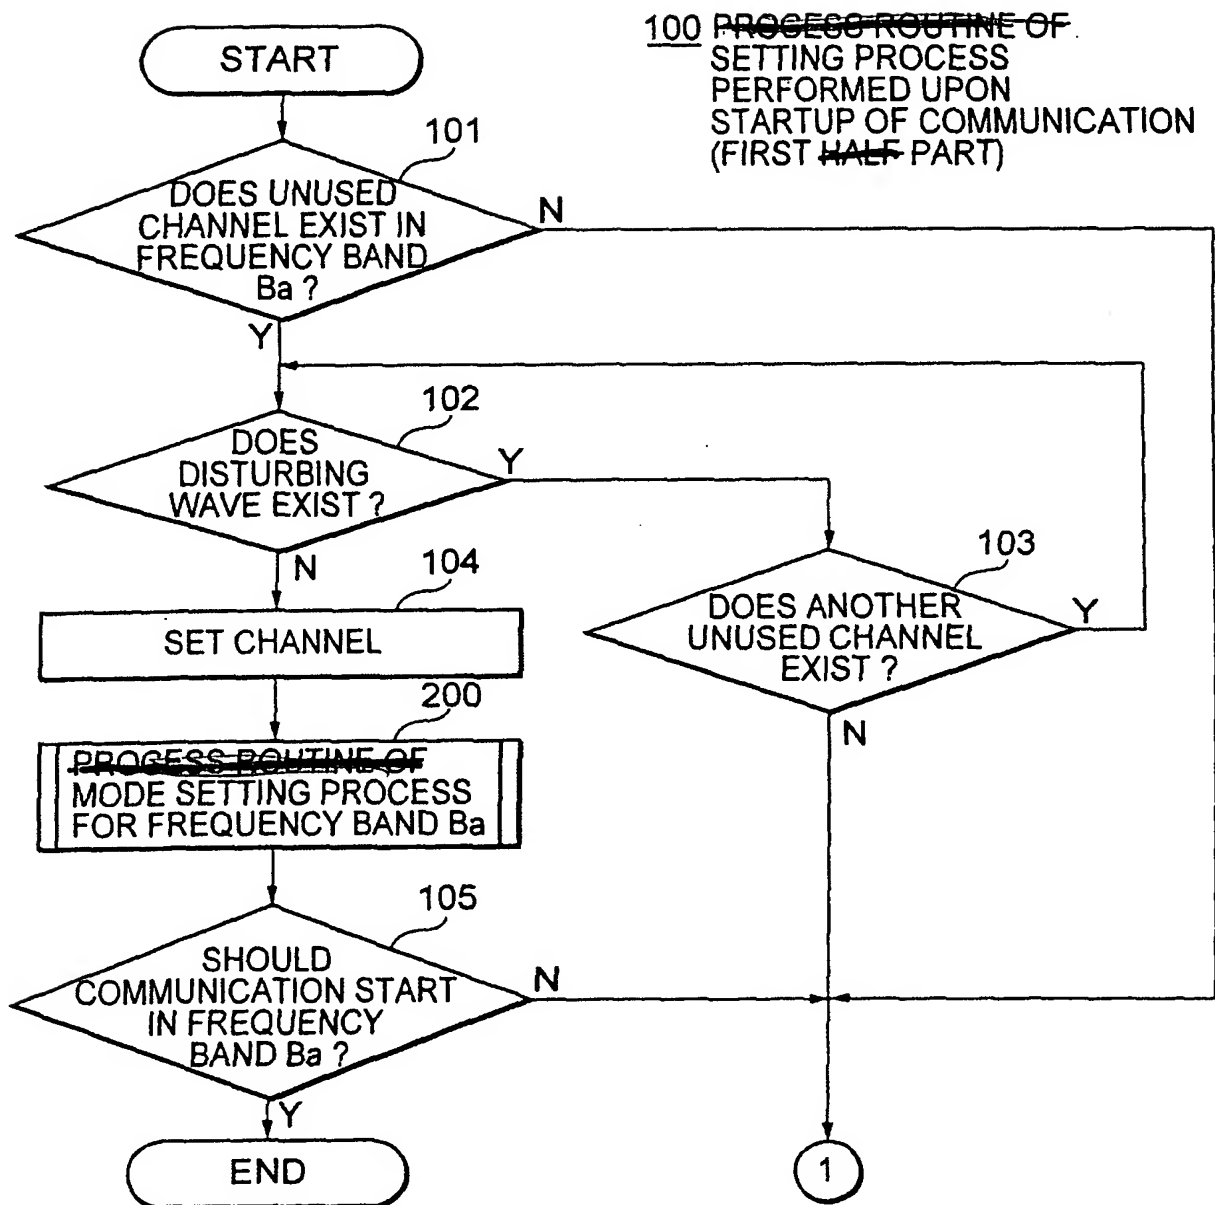 100 PROCESS ROUTINE OF
SETTING PROCESS
PERFORMED UPON
STARTUP OF COMMUNICATION
(FIRST HALF PART)
START
101
DOES UNUSED
CHANNEL EXIST IN
FREQUENCY BAND
Ba ?
N
Y
102
DOES
DISTURBING
WAVE EXIST ?
Y
N
103
DOES ANOTHER
UNUSED CHANNEL
EXIST ?
Y
N
104
SET CHANNEL
200
PROCESS ROUTINE OF
MODE SETTING PROCESS
FOR FREQUENCY BAND Ba
105
SHOULD
COMMUNICATION START
IN FREQUENCY
BAND Ba ?
N
Y
END
1